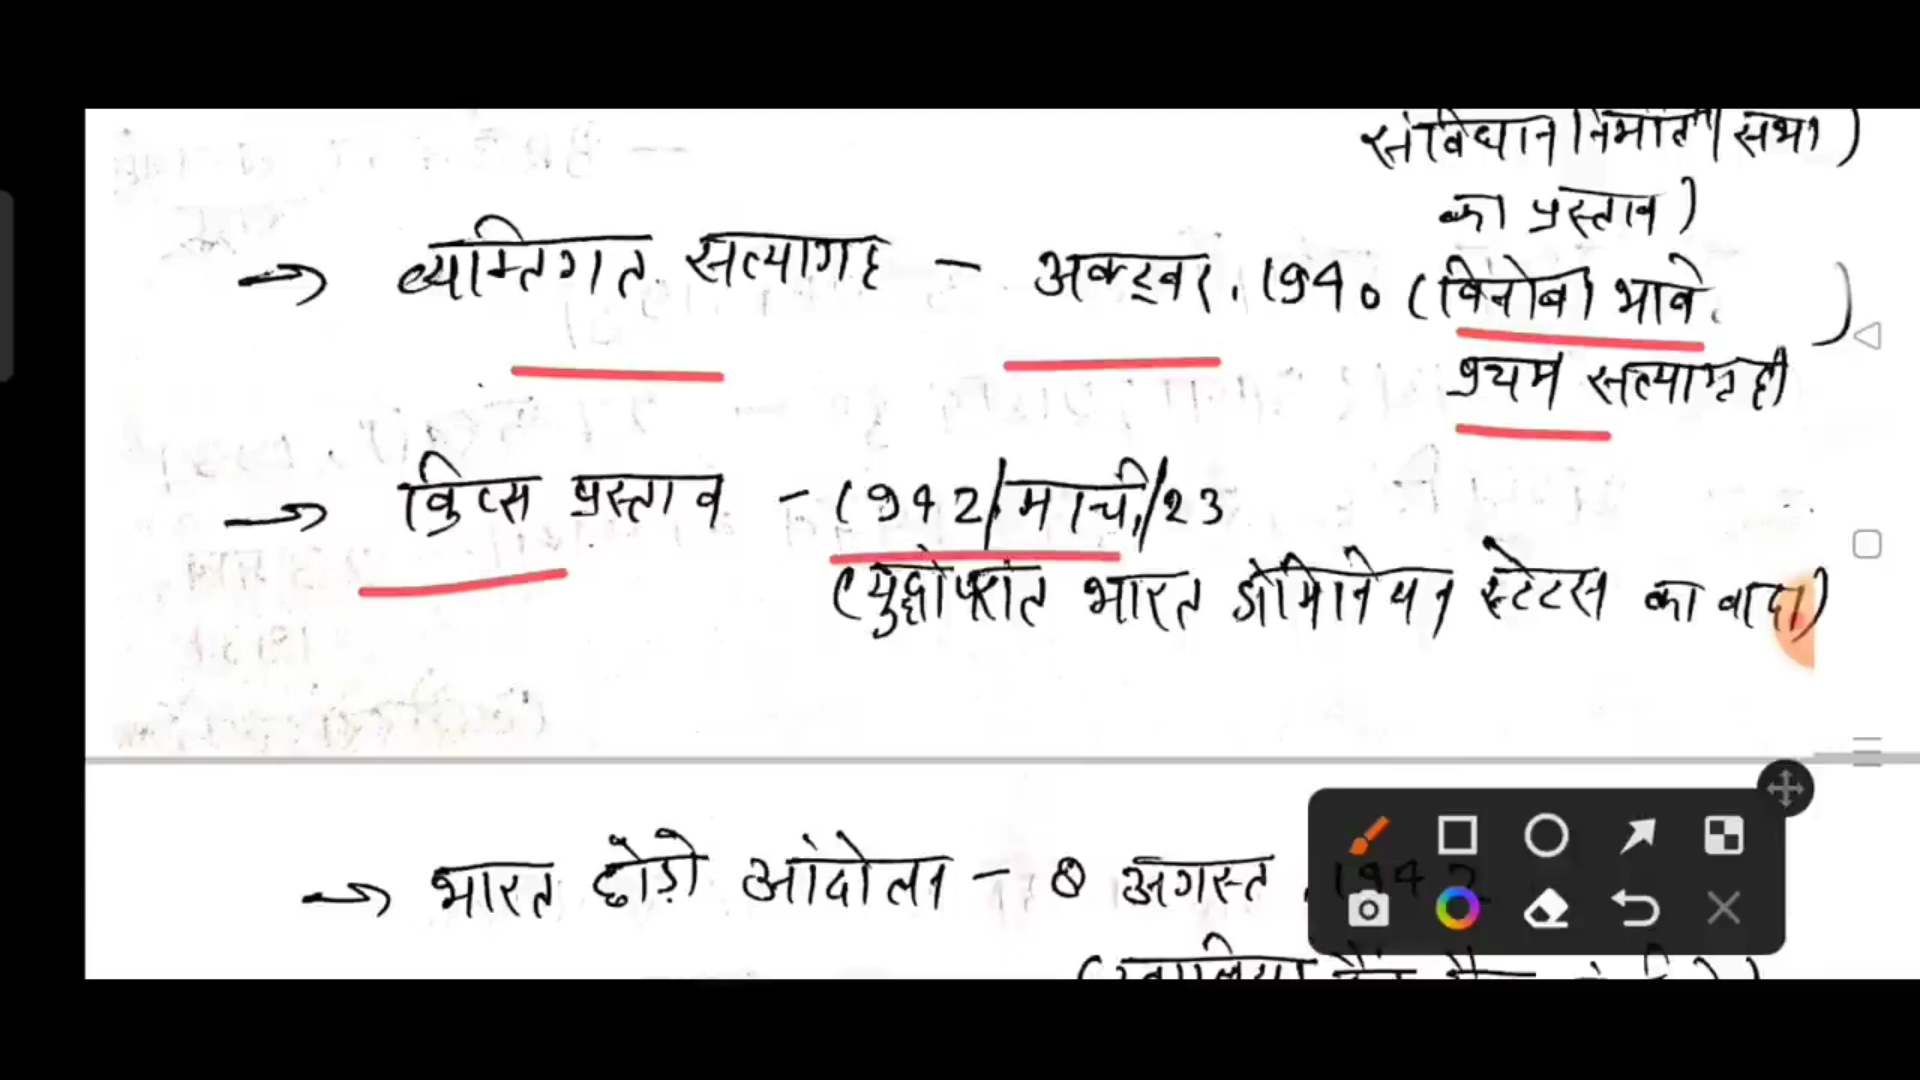 संविधान निर्मात्री सभा)
का प्रस्ताव)
→ व्यक्तिगत सत्याग्रह - अक्टूबर, 1940 (विनोबा भावे)
प्रथम सत्याग्रही
→ क्रिप्स प्रस्ताव - 1942/मार्च/23
(युद्धोपरांत भारत डोमिनियन स्टेटस का वादा)
→ भारत छोड़ो आंदोलन - 8 अगस्त, 1942